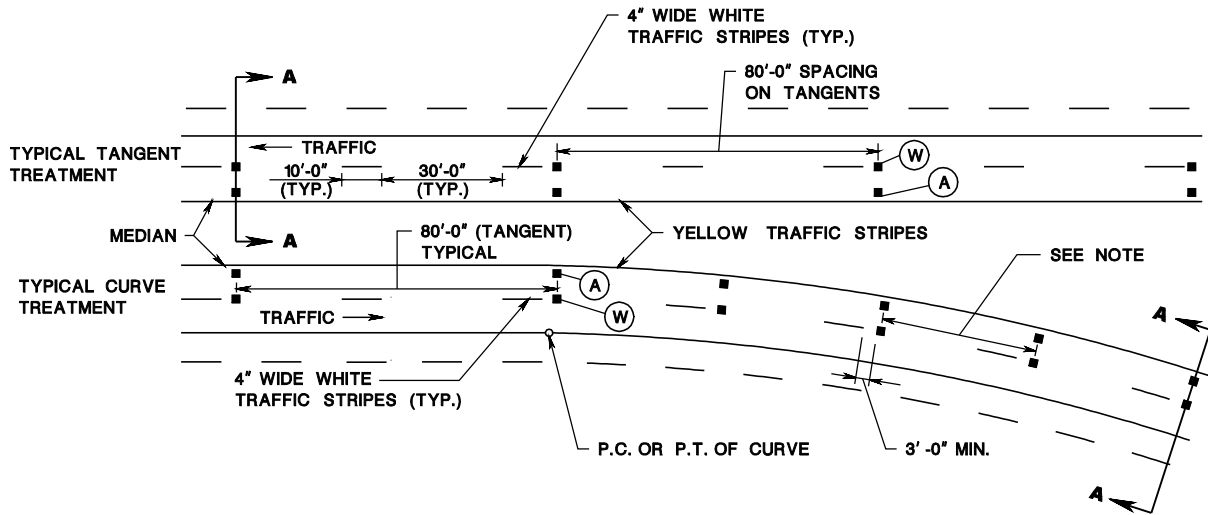 4" WIDE WHITE
TRAFFIC STRIPES (TYP.)
80'-0" SPACING
ON TANGENTS
A
TYPICAL TANGENT
TREATMENT
TRAFFIC
W
10'-0"
(TYP.)
30'-0"
(TYP.)
A
MEDIAN
A
80'-0" (TANGENT)
TYPICAL
YELLOW TRAFFIC STRIPES
SEE NOTE
TYPICAL CURVE
TREATMENT
A
W
TRAFFIC
A
4" WIDE WHITE
TRAFFIC STRIPES (TYP.)
P.C. OR P.T. OF CURVE
3'-0" MIN.
A